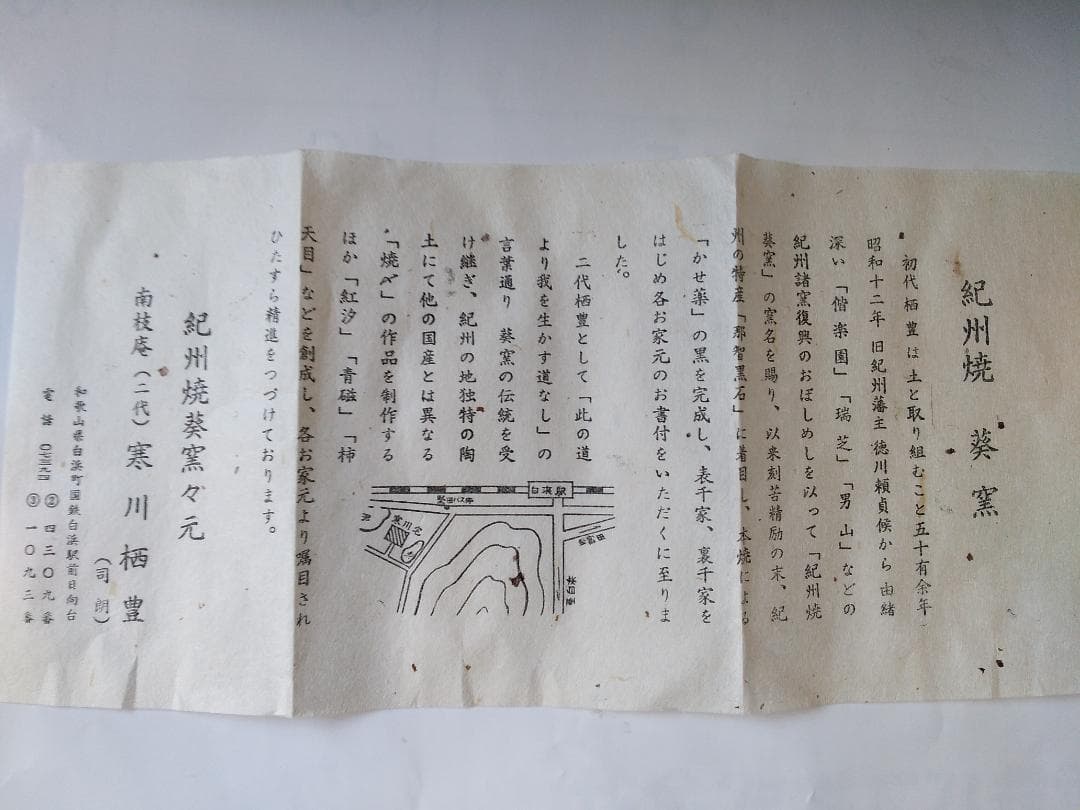 紀州焼 葵窯
初代栖豊は土と取り組むこと五十有余年
昭和十二年 旧紀州藩主 徳川頼貞候から 由緒
深い「偕楽園」「瑞芝」「男山」などの
紀州諸窯復興のおぼしめしを以って「紀州焼
葵窯」の窯名を賜り、以来刻苦精励の末、紀
州の特産「那智黒石」に着目し、本焼による
「かせ薬」の黒を完成し、表千家、裏千家を
はじめ各お家元のお書付をいただくに至りま
した。
二代栖豊として「此の道
より我を生かす道なし」の
言葉通り 葵窯の伝統を受
け継ぎ、紀州の地独特の陶
土にて他の国産とは異なる
「焼〆」の作品を制作する
ほか「紅汐」「青磁」「柿
天目」などを創成し、各お家元より嘱目され
ひたすら精進をつづけております。
白浜駅
堅田バス停
寒川宅
至富田
紀州焼葵窯々元
南枝庵(二代)寒川栖豊
(司朗)
和歌山県白浜町国鉄白浜駅前日向台
電話 ②四三〇九番
③一〇九三番